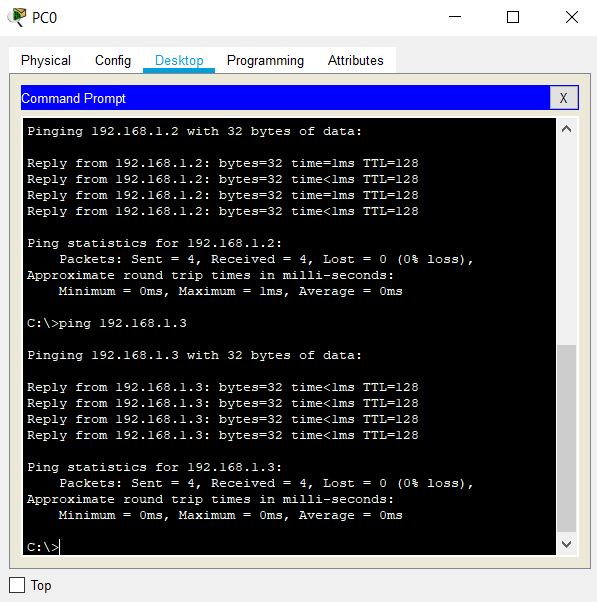 PC0
Physical Config Desktop Programming Attributes
Command Prompt X
Pinging 192.168.1.2 with 32 bytes of data:
Reply from 192.168.1.2: bytes=32 time=1ms TTL=128
Reply from 192.168.1.2: bytes=32 time<1ms TTL=128
Reply from 192.168.1.2: bytes=32 time=1ms TTL=128
Reply from 192.168.1.2: bytes=32 time<1ms TTL=128
Ping statistics for 192.168.1.2:
Packets: Sent = 4, Received = 4, Lost = 0 (0% loss),
Approximate round trip times in milli-seconds:
Minimum = 0ms, Maximum = 1ms, Average = 0ms
C:\>ping 192.168.1.3
Pinging 192.168.1.3 with 32 bytes of data:
Reply from 192.168.1.3: bytes=32 time<1ms TTL=128
Reply from 192.168.1.3: bytes=32 time<1ms TTL=128
Reply from 192.168.1.3: bytes=32 time<1ms TTL=128
Reply from 192.168.1.3: bytes=32 time<1ms TTL=128
Ping statistics for 192.168.1.3:
Packets: Sent = 4, Received = 4, Lost = 0 (0% loss),
Approximate round trip times in milli-seconds:
Minimum = 0ms, Maximum = 0ms, Average = 0ms
C:\>
Top